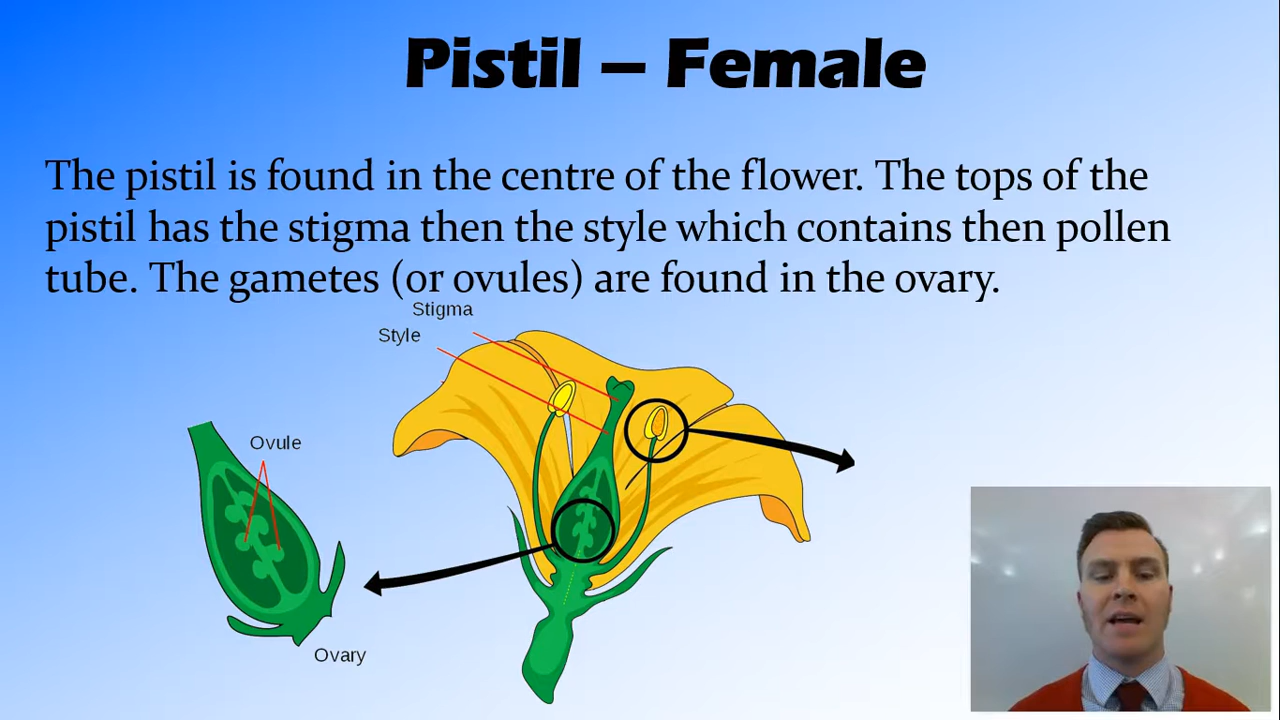 Pistil – Female
The pistil is found in the centre of the flower. The tops of the
pistil has the stigma then the style which contains then pollen
tube. The gametes (or ovules) are found in the ovary.
Stigma
Style
Ovule
Ovary